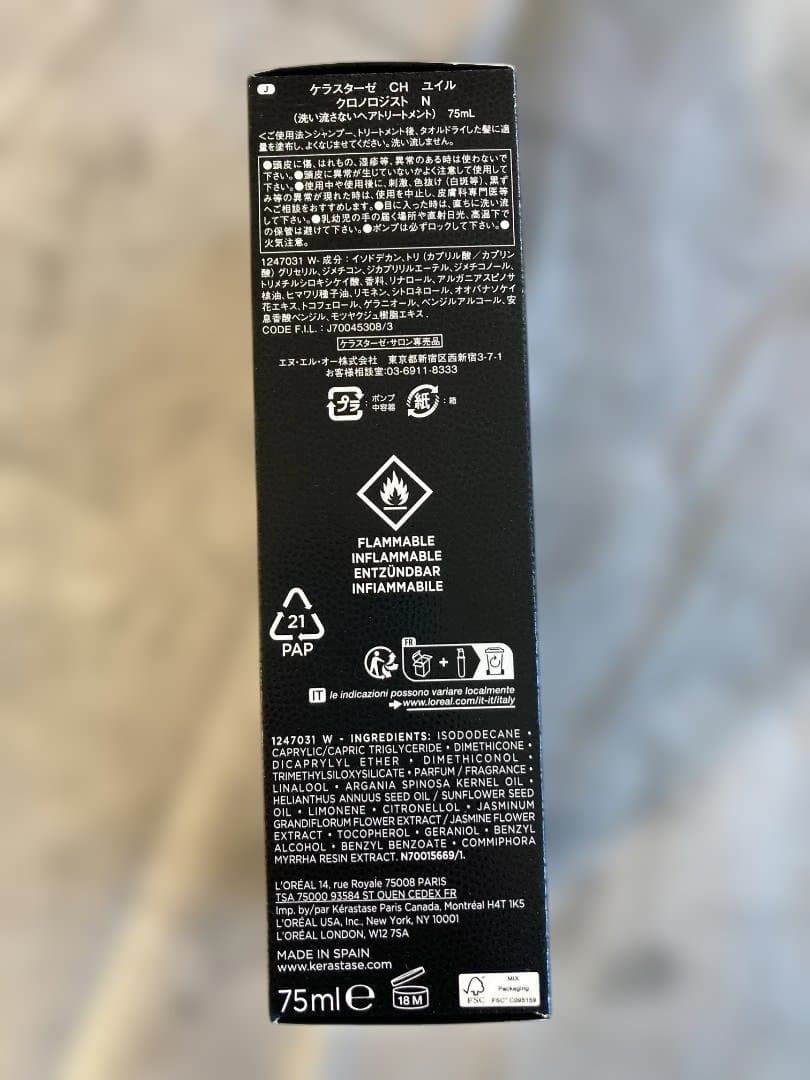 J
ケラスターゼ CH ユイル
クロノロジスト N
(洗い流さないヘアトリートメント) 75mL
<ご使用法>シャンプー、トリートメント後、タオルドライした髪に適
量を塗布し、よくなじませてください。洗い流しません。
●頭皮に傷、はれもの、湿疹等、異常のある時は使わないで
下さい。●頭皮に異常が生じていないかよく注意して使用して
下さい。●使用中や使用後に、刺激、色抜け(白斑等)、黒ず
み等の異常が現れた時は、使用を中止し、皮膚科専門医等
へご相談をおすすめします。●目に入った時は、直ちに洗い流
して下さい。●乳幼児の手の届く場所や直射日光、高温下で
の保管は避けて下さい。●ポンプは必ずロックして下さい。●
火気注意。
1247031 W- 成分:イソドデカン、トリ(カプリル酸/カプリン
酸)グリセリル、ジメチコン、ジカプリリルエーテル、ジメチコノール、
トリメチルシロキシケイ酸、香料、リナロール、アルガニアスピノサ
核油、ヒマワリ種子油、リモネン、シトロネロール、オオバナソケイ
花エキス、トコフェロール、ゲラニオール、ベンジルアルコール、安
息香酸ベンジル、モツヤクジュ樹脂エキス.
CODE F.I.L. : J70045308/3
ケラスターゼ・サロン専売品
エヌ・エル・オー株式会社 東京都新宿区西新宿3-7-1
お客様相談室:03-6911-8333
プラ : ポンプ
中容器
紙 : 箱
FLAMMABLE
INFLAMMABLE
ENTZÜNDBAR
INFIAMMABILE
21
PAP
FR
+
IT le indicazioni possono variare localmente
www.loreal.com/it-it/italy
1247031 W - INGREDIENTS: ISODODECANE •
CAPRYLIC/CAPRIC TRIGLYCERIDE • DIMETHICONE •
DICAPRYLYL ETHER • DIMETHICONOL •
TRIMETHYLSILOXYSILICATE • PARFUM / FRAGRANCE •
LINALOOL • ARGANIA SPINOSA KERNEL OIL •
HELIANTHUS ANNUUS SEED OIL / SUNFLOWER SEED
OIL • LIMONENE • CITRONELLOL • JASMINUM
GRANDIFLORUM FLOWER EXTRACT / JASMINE FLOWER
EXTRACT • TOCOPHEROL • GERANIOL • BENZYL
ALCOHOL • BENZYL BENZOATE • COMMIPHORA
MYRRHA RESIN EXTRACT. N70015669/1.
L'ORÉAL 14, rue Royale 75008 PARIS
TSA 75000 93584 ST OUEN CEDEX FR
Imp. by/par Kérastase Paris Canada, Montréal H4T 1K5
L'ORÉAL USA, Inc., New York, NY 10001
L'ORÉAL LONDON, W12 7SA
MADE IN SPAIN
www.kerastase.com
75ml e
18 M
FSC
MIX
Packaging
FSC® C095159